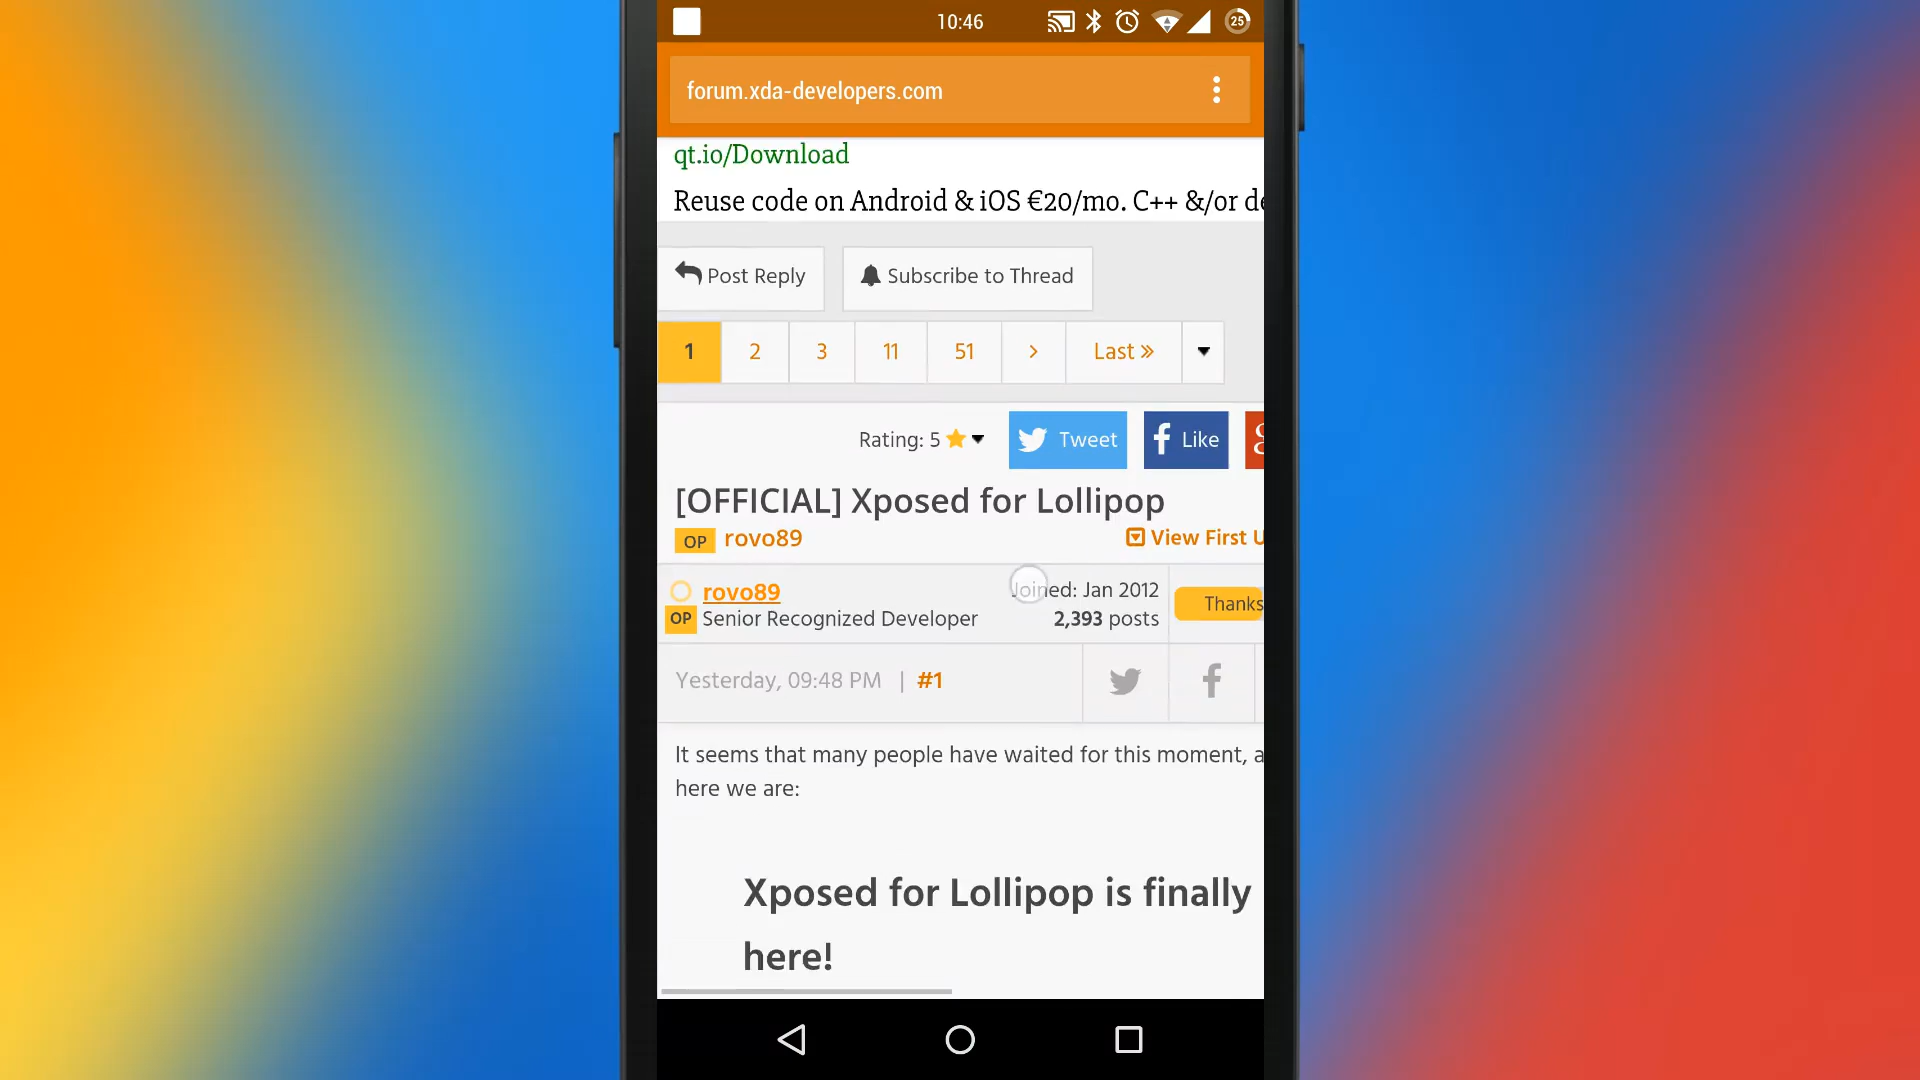 10:46
25
forum.xda-developers.com
qt.io/Download
Reuse code on Android & iOS €20/mo. C++ &/or de
Post Reply
Subscribe to Thread
1 2 3 11 51 > Last »
Rating: 5
Tweet
Like
[OFFICIAL] Xposed for Lollipop
OP rovo89
View First U
rovo89
Joined: Jan 2012
OP Senior Recognized Developer
2,393 posts
Thanks
Yesterday, 09:48 PM | #1
It seems that many people have waited for this moment, a
here we are:
Xposed for Lollipop is finally
here!